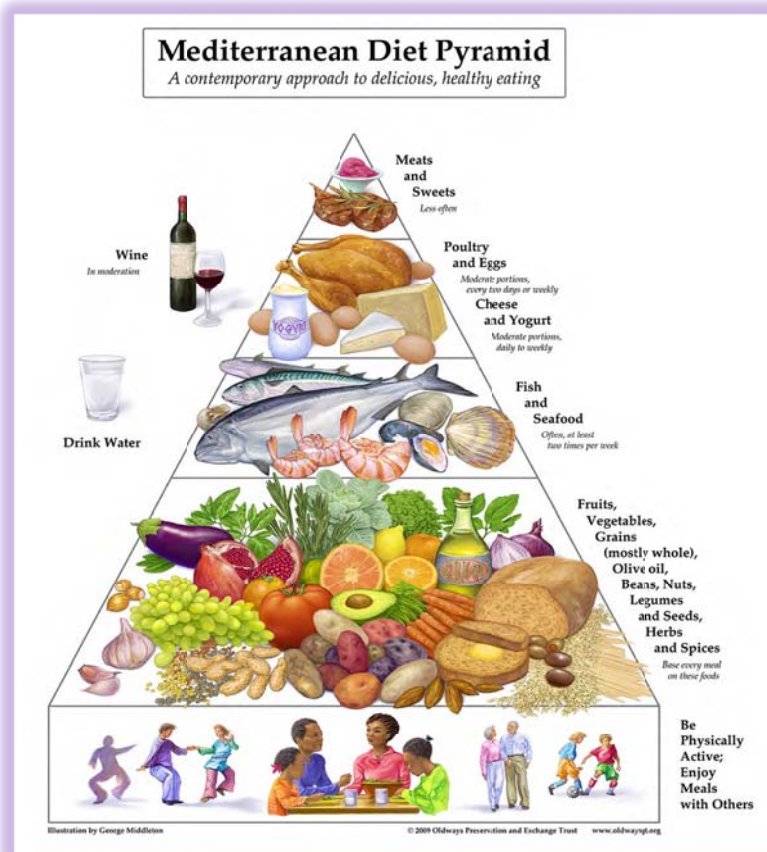 Mediterranean Diet Pyramid
A contemporary approach to delicious, healthy eating
Meats
and
Sweets
Less often
Wine
In moderation
Poultry
and Eggs
Moderate portions,
every two days or weekly
Cheese
and Yogurt
Moderate portions,
daily to weekly
YOGURT
Drink Water
Fish
and
Seafood
Often, at least
two times per week
Fruits,
Vegetables,
Grains
(mostly whole),
Olive oil,
Beans, Nuts,
Legumes
and Seeds,
Herbs
and Spices
Base every meal
on these foods
Be
Physically
Active;
Enjoy
Meals
with Others
Illustration by George Middleton
© 2009 Oldways Preservation and Exchange Trust www.oldwayspt.org